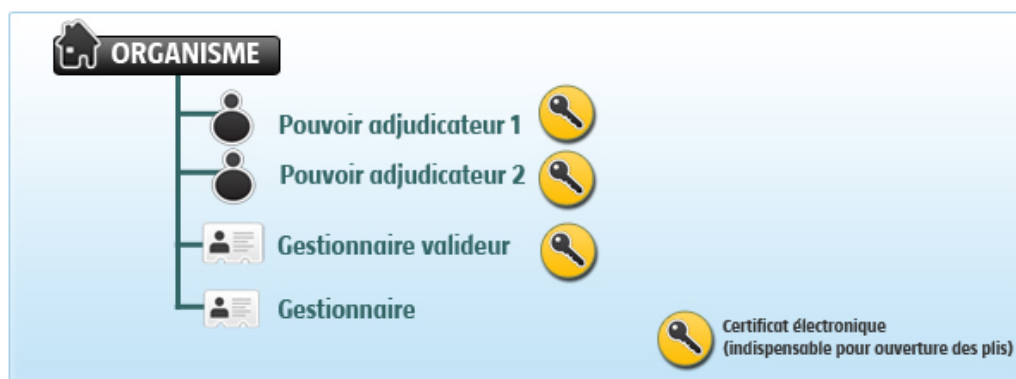 ORGANISME
Pouvoir adjudicateur 1
Pouvoir adjudicateur 2
Gestionnaire valideur
Gestionnaire
Certificat électronique
(indispensable pour ouverture des plis)